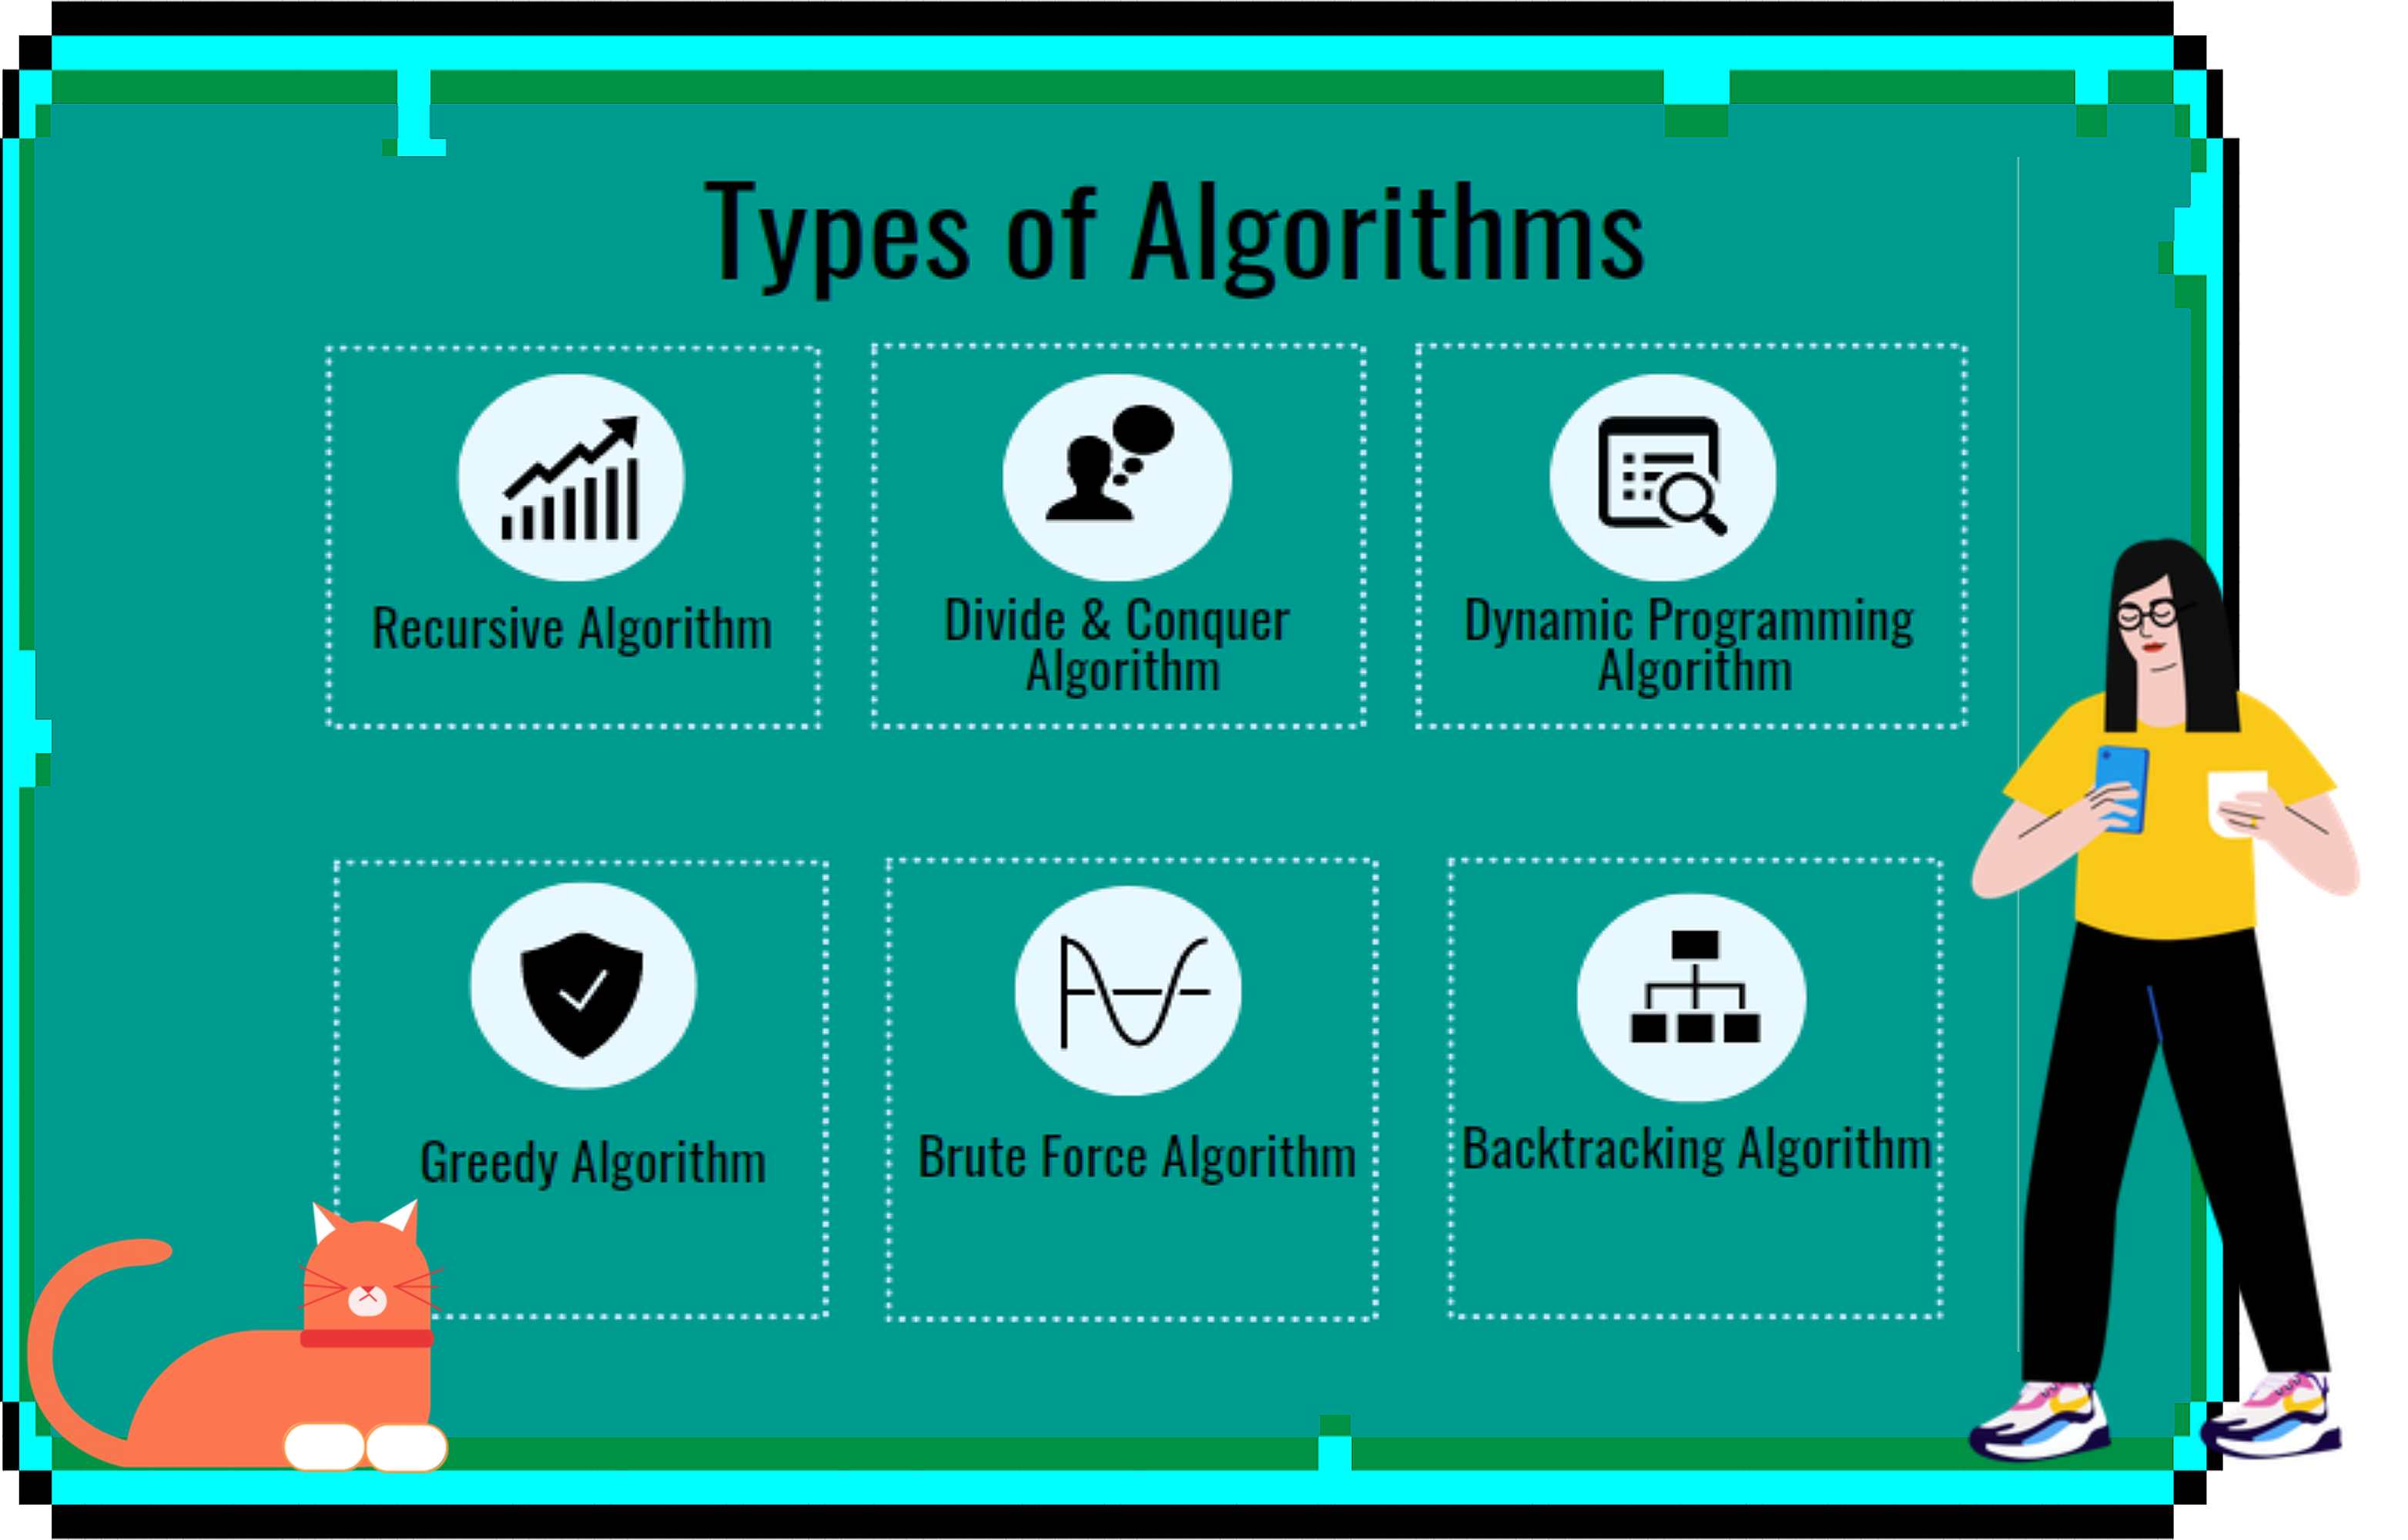 Types of Algorithms
Recursive Algorithm
Divide & Conquer
Algorithm
Dynamic Programming
Algorithm
Greedy Algorithm
Brute Force Algorithm
Backtracking Algorithm